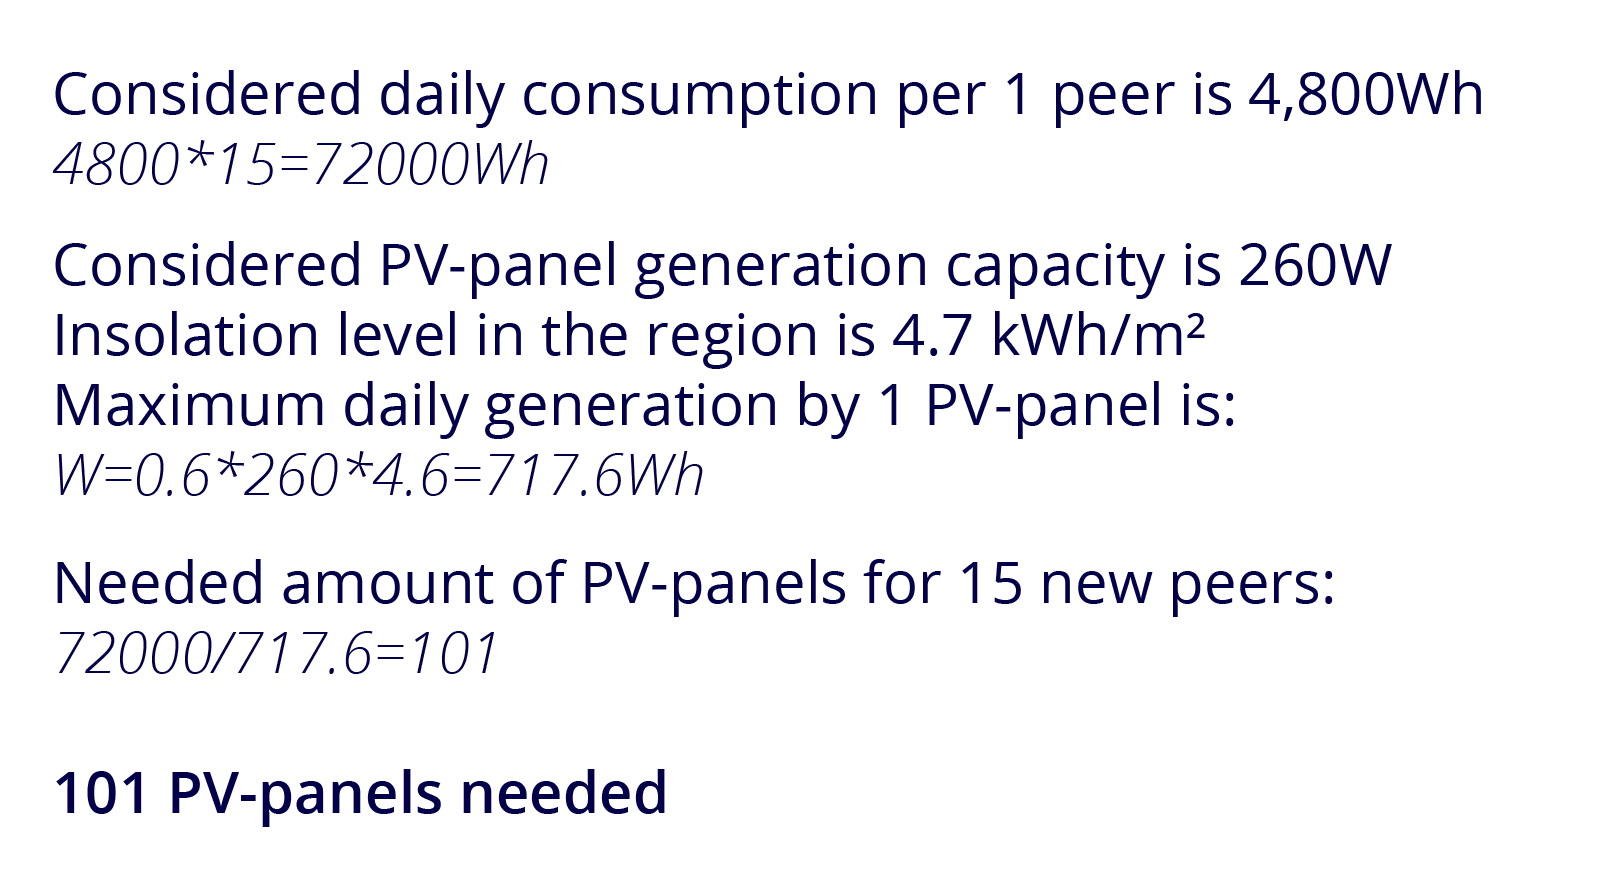 Considered daily consumption per 1 peer is 4,800Wh
4800*15=72000Wh
Considered PV-panel generation capacity is 260W
Insolation level in the region is 4.7 kWh/m²
Maximum daily generation by 1 PV-panel is:
W=0.6*260*4.6=717.6Wh
Needed amount of PV-panels for 15 new peers:
72000/717.6=101
101 PV-panels needed